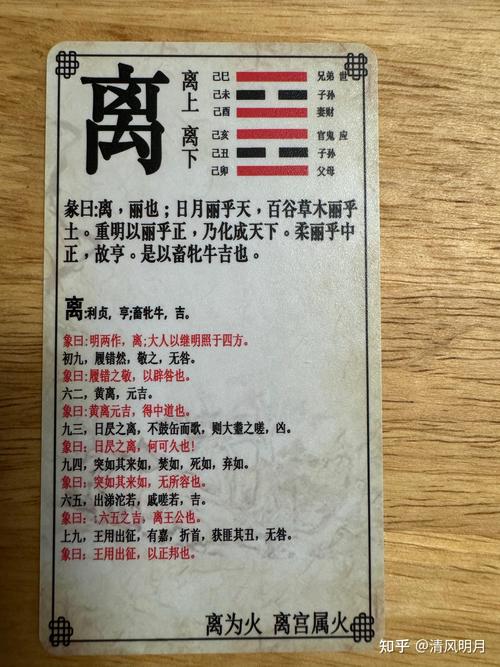 离
离上 离下
己巳 兄弟 世
己未 子孙
己酉 妻财
己亥 官鬼 应
己丑 子孙
己卯 父母
彖曰:离，丽也；日月丽乎天，百谷草木丽乎
土。重明以丽乎正，乃化成天下。柔丽乎中
正，故亨。是以畜牝牛吉也。
离:利贞，亨;畜牝牛，吉。
象曰:明两作，离;大人以继明照于四方。
初九，履错然，敬之，无咎。
象曰:履错之敬，以辟咎也。
六二，黄离，元吉。
象曰:黄离元吉，得中道也。
九三，日昃之离，不鼓缶而歌，则大耋之嗟，凶。
象曰：日昃之离，何可久也!
九四，突如其来如，焚如，死如，弃如。
象曰：突如其来如，无所容也。
六五，出涕沱若，戚嗟若，吉。
象曰：:六五之吉，离王公也。
上九，王用出征，有嘉，折首，获匪其丑，无咎。
象曰，王用出征，以正邦也。
离为火 离宫属火
知乎 @清风明月